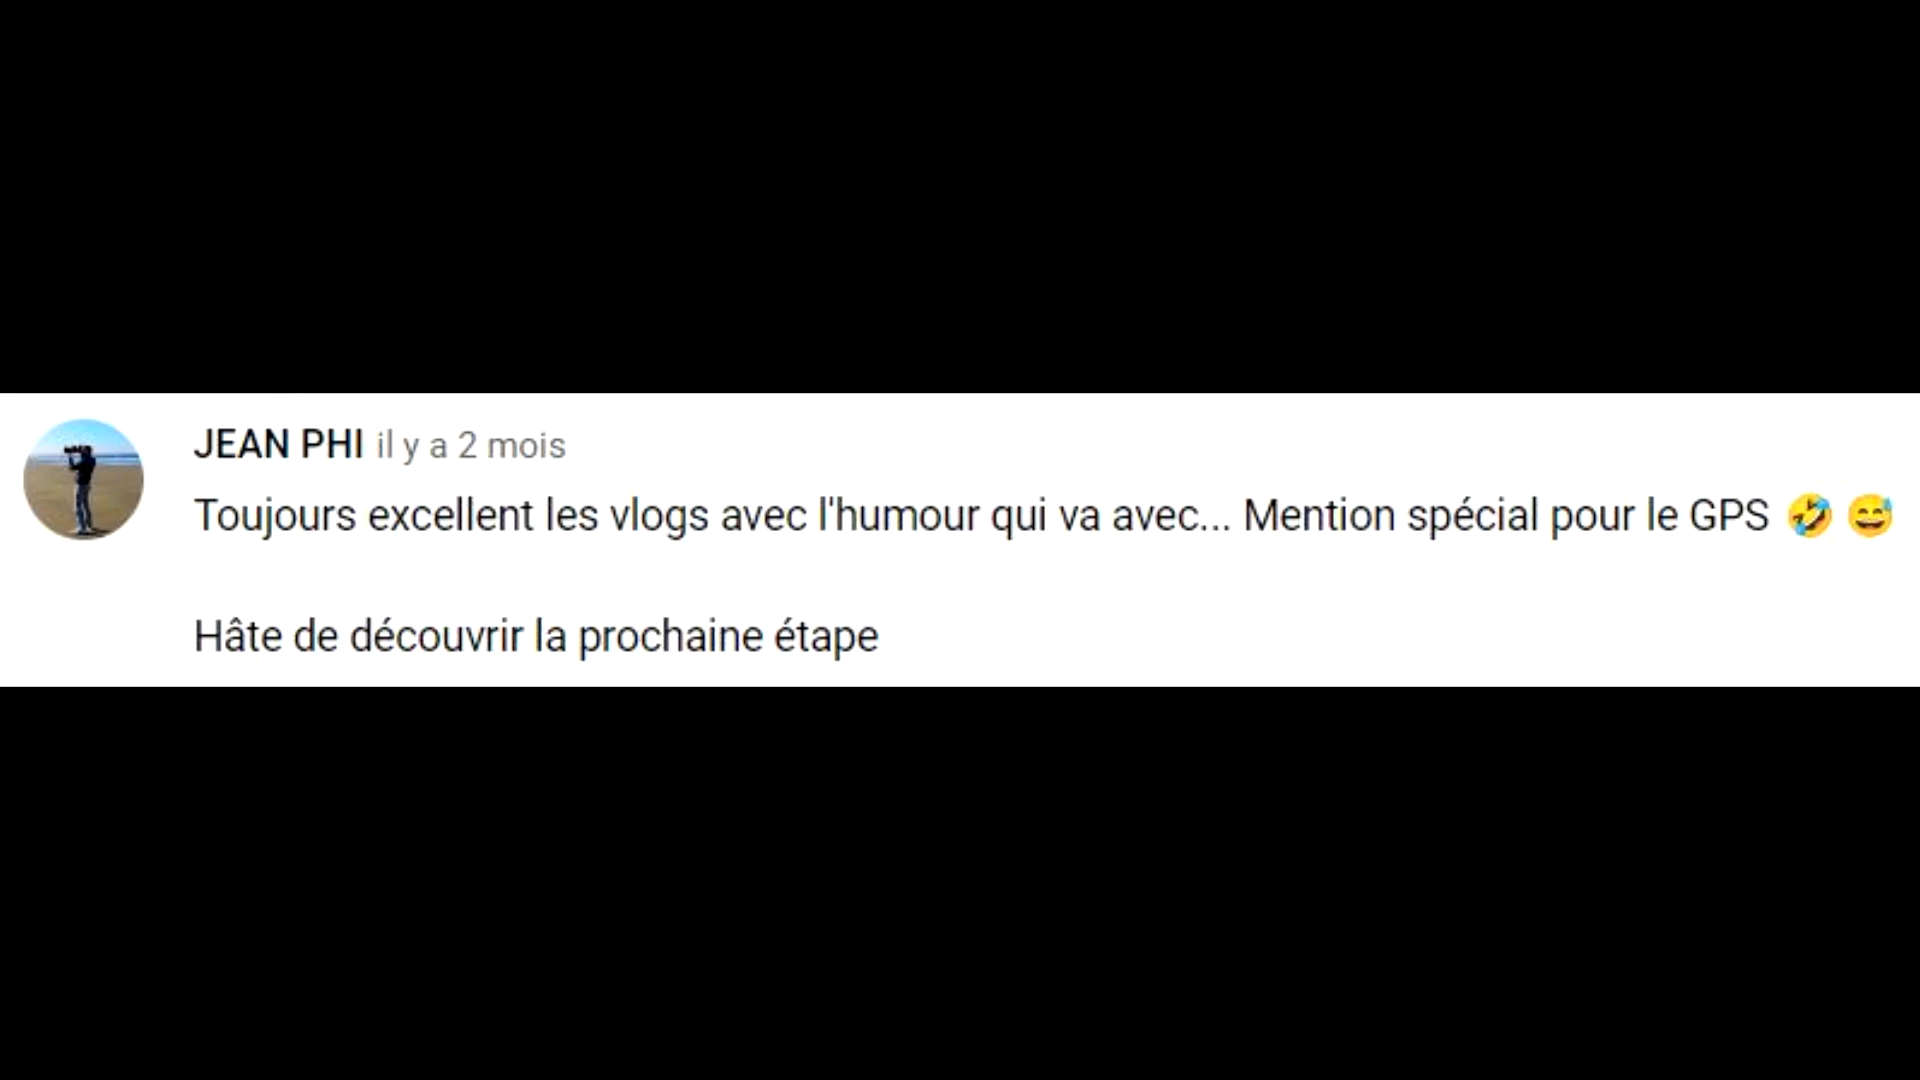 JEAN PHI il y a 2 mois
Toujours excellent les vlogs avec l'humour qui va avec... Mention spécial pour le GPS 🤣 😅
Hâte de découvrir la prochaine étape